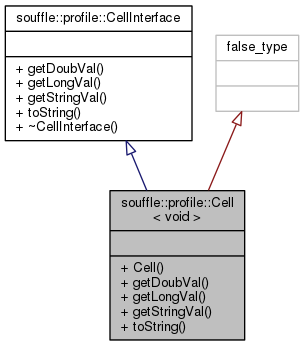 souffle::profile::CellInterface
+ getDoubVal()
+ getLongVal()
+ getStringVal()
+ toString()
+ ~CellInterface()
false_type
souffle::profile::Cell
< void >
+ Cell()
+ getDoubVal()
+ getLongVal()
+ getStringVal()
+ toString()